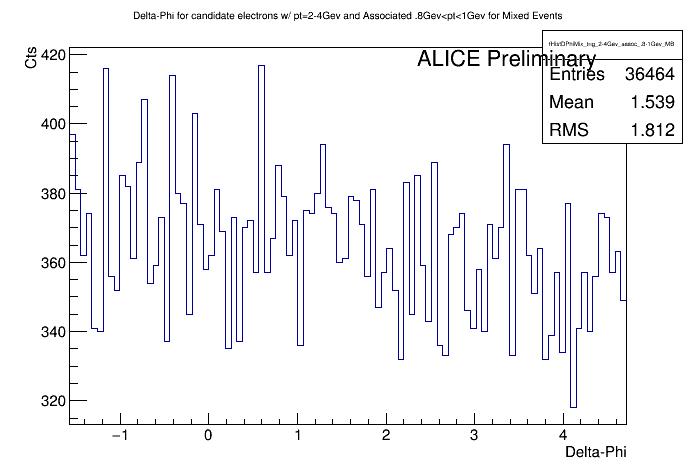 Delta-Phi for candidate electrons w/ pt=2-4Gev and Associated .8Gev<pt<1Gev for Mixed Events
Cts
ALICE Preliminary
fHistDPhiMix_trig_2-4Gev_assoc_.8-1Gev_MB
Entries 36464
Mean 1.539
RMS 1.812
420
400
380
360
340
320
−1 0 1 2 3 4
Delta-Phi